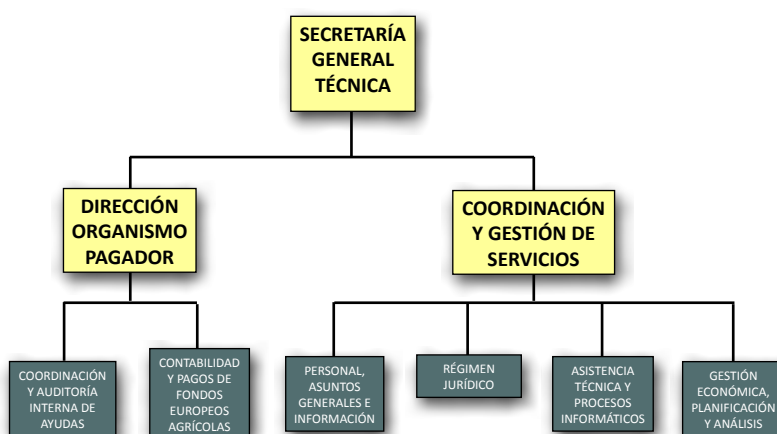 SECRETARÍA
GENERAL
TÉCNICA
DIRECCIÓN
ORGANISMO
PAGADOR
COORDINACIÓN
Y GESTIÓN DE
SERVICIOS
COORDINACIÓN
Y AUDITORÍA
INTERNA DE
AYUDAS
CONTABILIDAD
Y PAGOS DE
FONDOS
EUROPEOS
AGRÍCOLAS
PERSONAL,
ASUNTOS
GENERALES E
INFORMACIÓN
RÉGIMEN
JURÍDICO
ASISTENCIA
TÉCNICA Y
PROCESOS
INFORMÁTICOS
GESTIÓN
ECONÓMICA,
PLANIFICACIÓN
Y ANÁLISIS